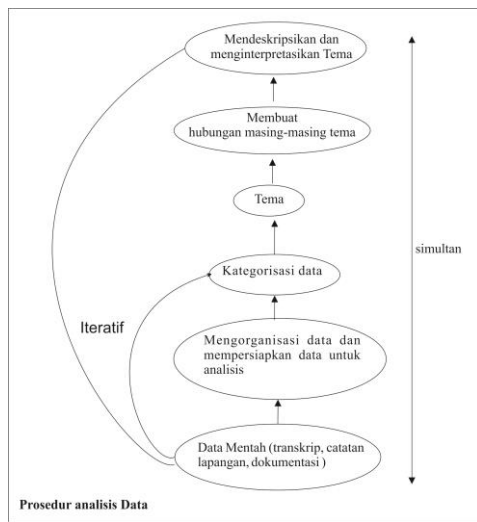 Mendeskripsikan dan
menginterpretasikan Tema
Membuat
hubungan masing-masing tema
Tema
simultan
Kategorisasi data
Iteratif
Mengorganisasi data dan
mempersiapkan data untuk
analisis
Data Mentah (transkrip, catatan
lapangan, dokumentasi )
Prosedur analisis Data